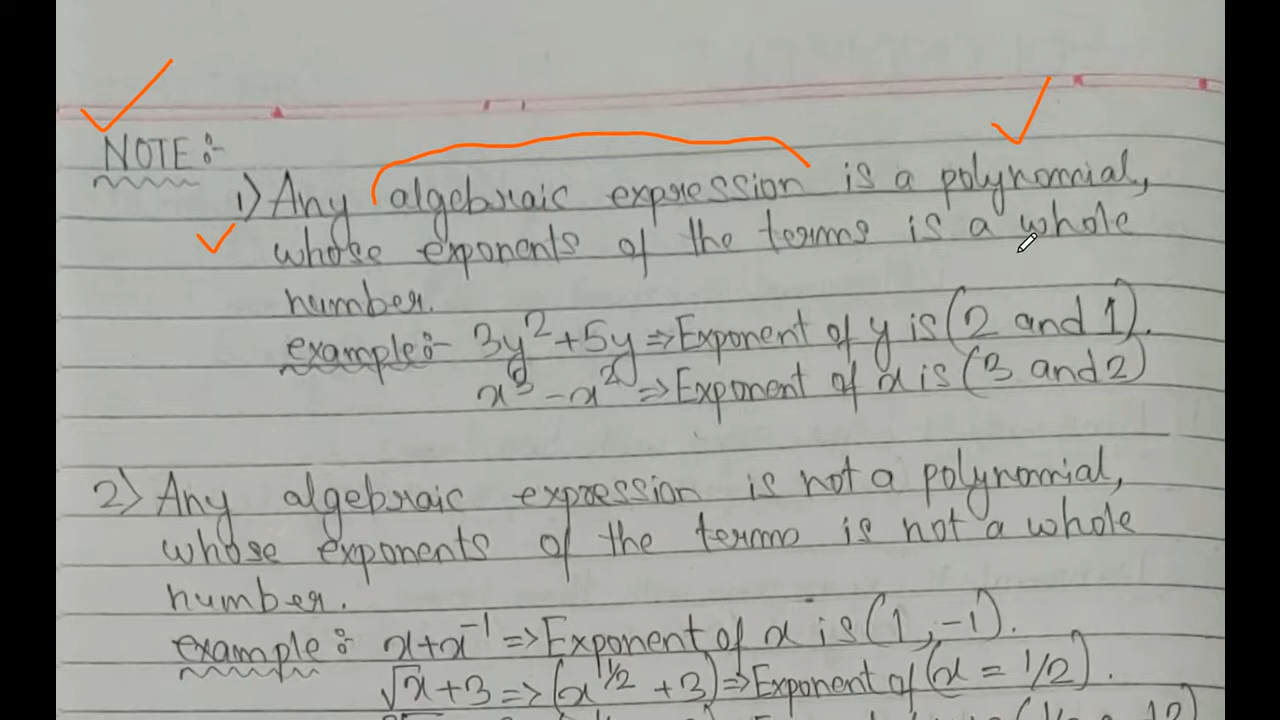 NOTE:-
1) Any algebraic expression is a polynomial,
whose exponents of the terms is a whole
number.
example:- 3y²+5y ⇒ Exponent of y is (2 and 1).
x³ - x² ⇒ Exponent of x is (3 and 2)
2) Any algebraic expression is not a polynomial,
whose exponents of the terms is not a whole
number.
example: x+x⁻¹ ⇒ Exponent of x is (1, -1).
√x+3 ⇒ (x^1/2 +3) ⇒ Exponent of (x = 1/2).